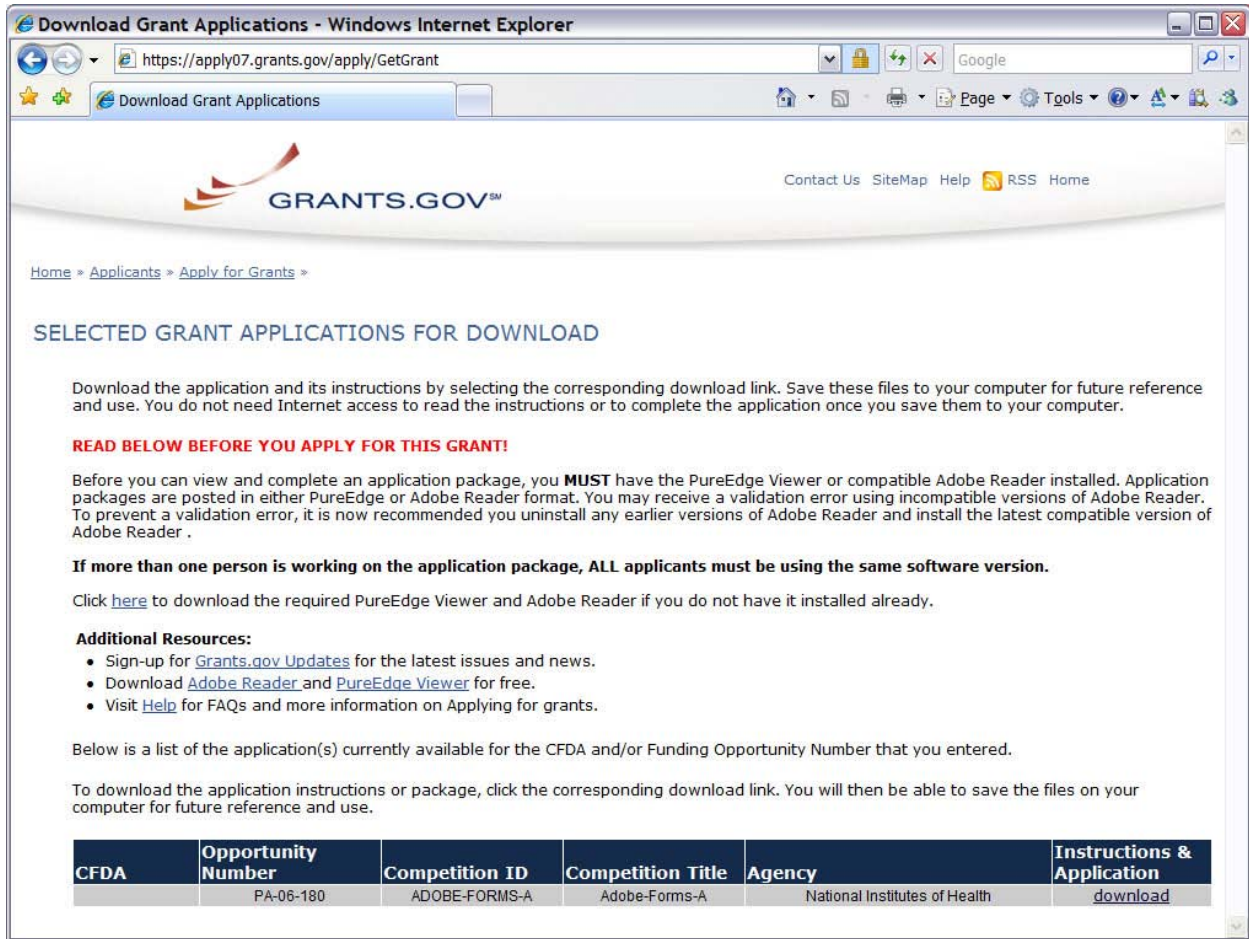 Download Grant Applications - Windows Internet Explorer
https://apply07.grants.gov/apply/GetGrant
Google
Download Grant Applications
Page Tools
GRANTS.GOV℠
Contact Us SiteMap Help RSS Home
Home » Applicants » Apply for Grants »
SELECTED GRANT APPLICATIONS FOR DOWNLOAD
Download the application and its instructions by selecting the corresponding download link. Save these files to your computer for future reference
and use. You do not need Internet access to read the instructions or to complete the application once you save them to your computer.
READ BELOW BEFORE YOU APPLY FOR THIS GRANT!
Before you can view and complete an application package, you MUST have the PureEdge Viewer or compatible Adobe Reader installed. Application
packages are posted in either PureEdge or Adobe Reader format. You may receive a validation error using incompatible versions of Adobe Reader.
To prevent a validation error, it is now recommended you uninstall any earlier versions of Adobe Reader and install the latest compatible version of
Adobe Reader .
If more than one person is working on the application package, ALL applicants must be using the same software version.
Click here to download the required PureEdge Viewer and Adobe Reader if you do not have it installed already.
Additional Resources:
• Sign-up for Grants.gov Updates for the latest issues and news.
• Download Adobe Reader and PureEdge Viewer for free.
• Visit Help for FAQs and more information on Applying for grants.
Below is a list of the application(s) currently available for the CFDA and/or Funding Opportunity Number that you entered.
To download the application instructions or package, click the corresponding download link. You will then be able to save the files on your
computer for future reference and use.
CFDA Opportunity Number Competition ID Competition Title Agency Instructions & Application
PA-06-180 ADOBE-FORMS-A Adobe-Forms-A National Institutes of Health download